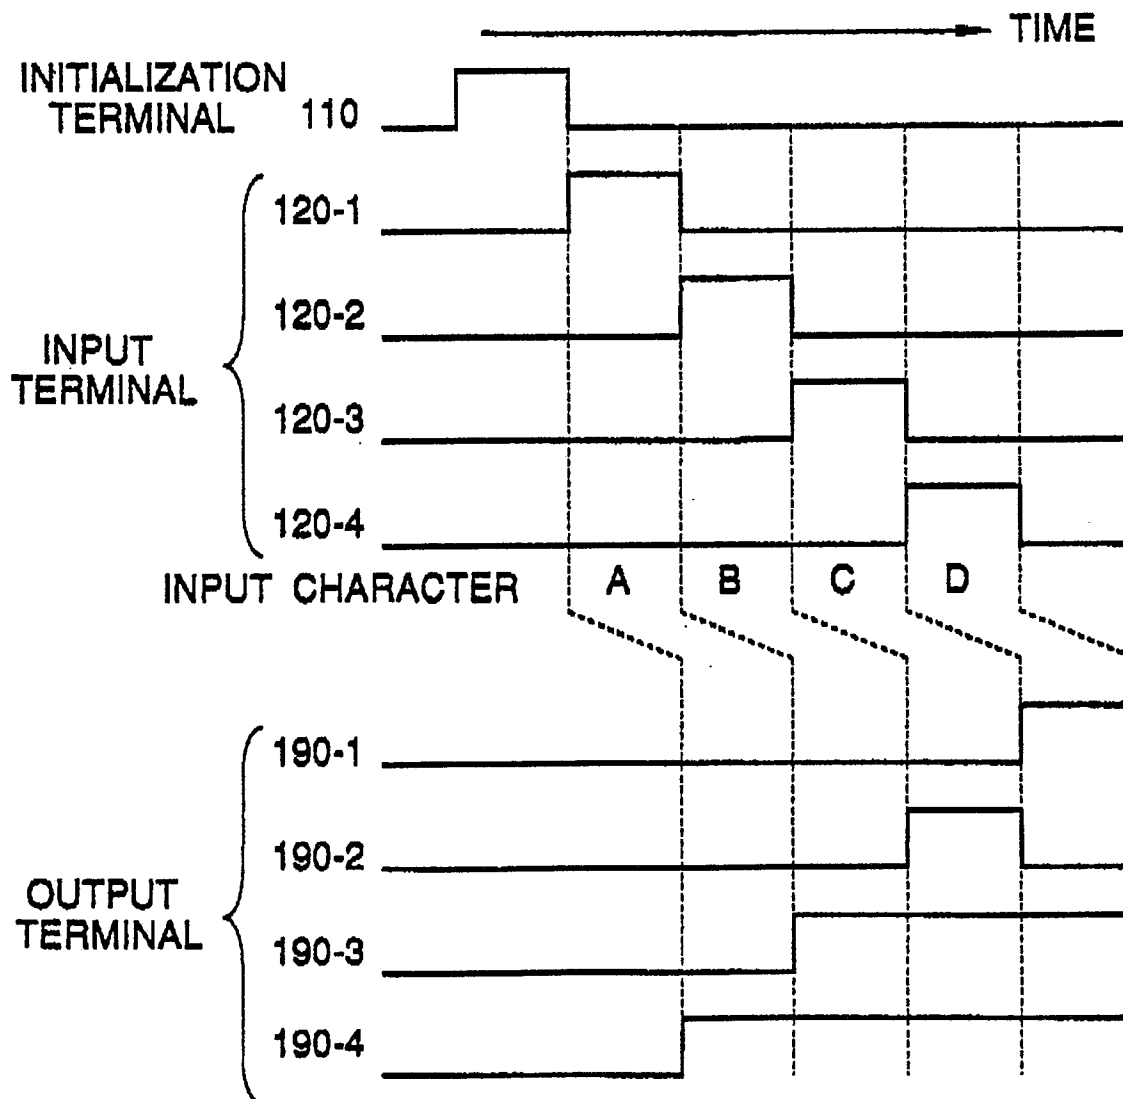 TIME
INITIALIZATION
TERMINAL 110
120-1
120-2
INPUT
TERMINAL
120-3
120-4
INPUT CHARACTER A B C D
190-1
190-2
OUTPUT
TERMINAL
190-3
190-4